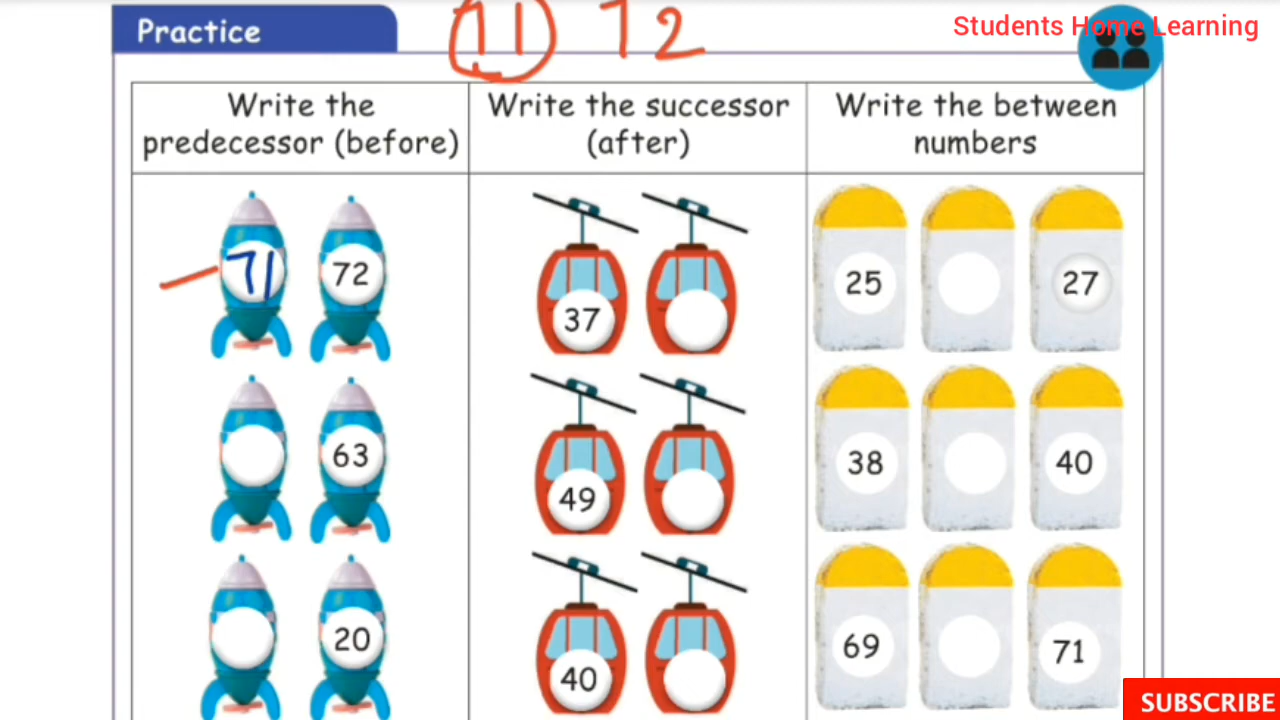 Practice
71 72
Students Home Learning
Write the predecessor (before)
Write the successor (after)
Write the between numbers
71 72
37
25 27
63
49
38 40
20
40
69 71
SUBSCRIBE